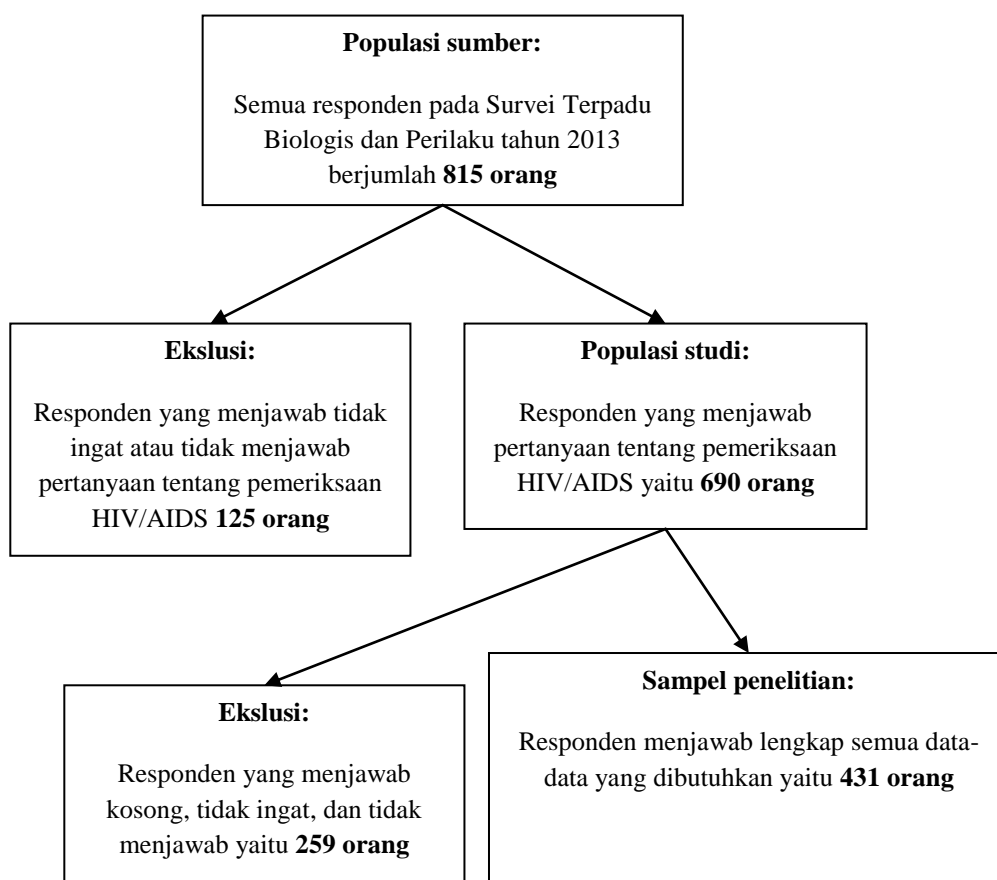 Populasi sumber:
Semua responden pada Survei Terpadu
Biologis dan Perilaku tahun 2013
berjumlah 815 orang
Ekslusi:
Responden yang menjawab tidak
ingat atau tidak menjawab
pertanyaan tentang pemeriksaan
HIV/AIDS 125 orang
Populasi studi:
Responden yang menjawab
pertanyaan tentang pemeriksaan
HIV/AIDS yaitu 690 orang
Ekslusi:
Responden yang menjawab
kosong, tidak ingat, dan tidak
menjawab yaitu 259 orang
Sampel penelitian:
Responden menjawab lengkap semua data-
data yang dibutuhkan yaitu 431 orang